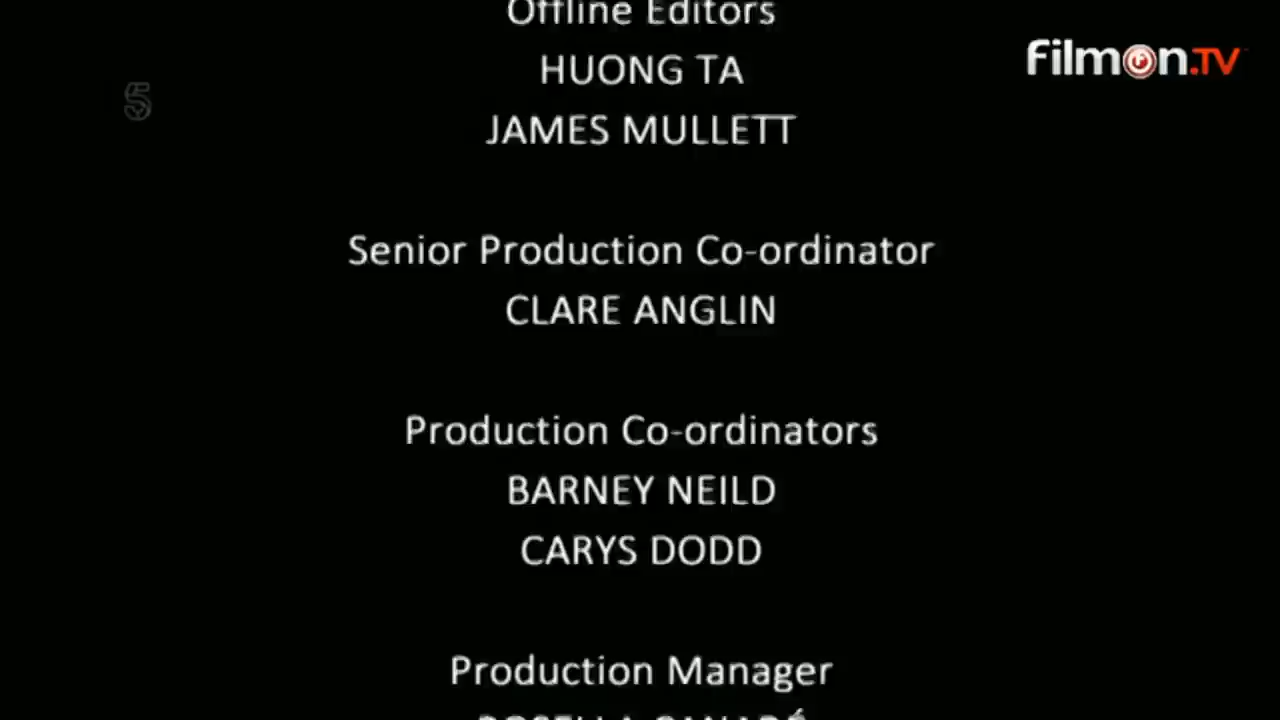 Offline Editors
HUONG TA
JAMES MULLETT
Senior Production Co-ordinator
CLARE ANGLIN
Production Co-ordinators
BARNEY NEILD
CARYS DODD
Production Manager
filmon.TV
5